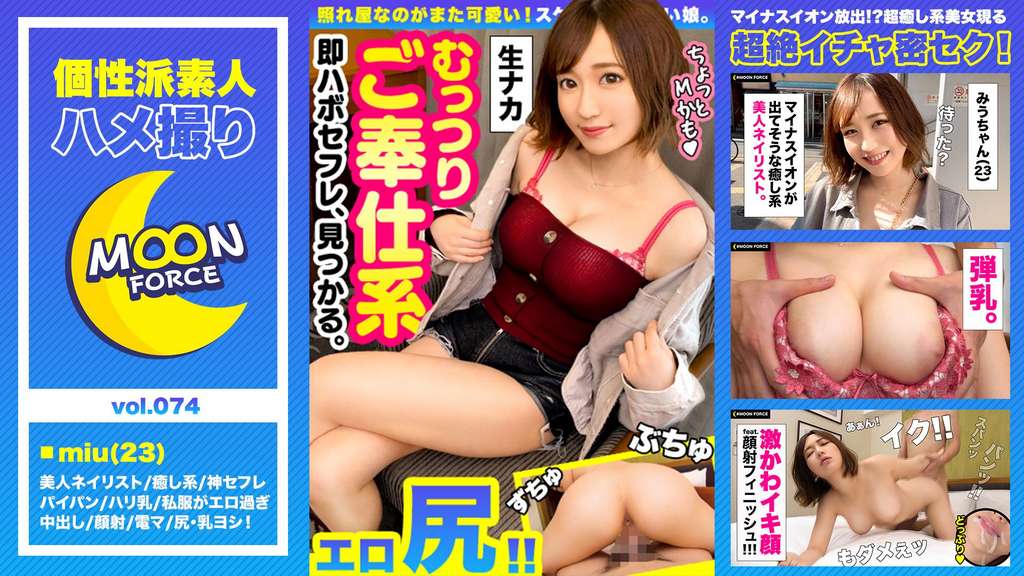 個性派素人
ハメ撮り
MOON
FORCE
vol.074
■miu(23)
美人ネイリスト/癒し系/神セフレ
パイパン/ハリ乳/私服がエロ過ぎ
中出し/顔射/電マ/尻・乳ヨシ!
照れ屋なのがまた可愛い!スケ
い娘。
むっつり
ご奉仕系
即ハボセフレ、見つかる。
生ナカ
ちょっと
Mかも♡
ぶちゅ
ずちゅ
エロ尻!!
マイナスイオン放出!?超癒し系美女現る
超絶イチャ密セク!
#MOON FORCE
マイナスイオンが
出てそうな癒し系
美人ネイリスト。
待った?
みうちゃん(23)
#MOON FORCE
弾乳。
#MOON FORCE
激かわイキ顔
feat.顔射フィニッシュ!!!
あぁん!
イク!!
パンッ!!
もダメぇッ
どっぷり♥